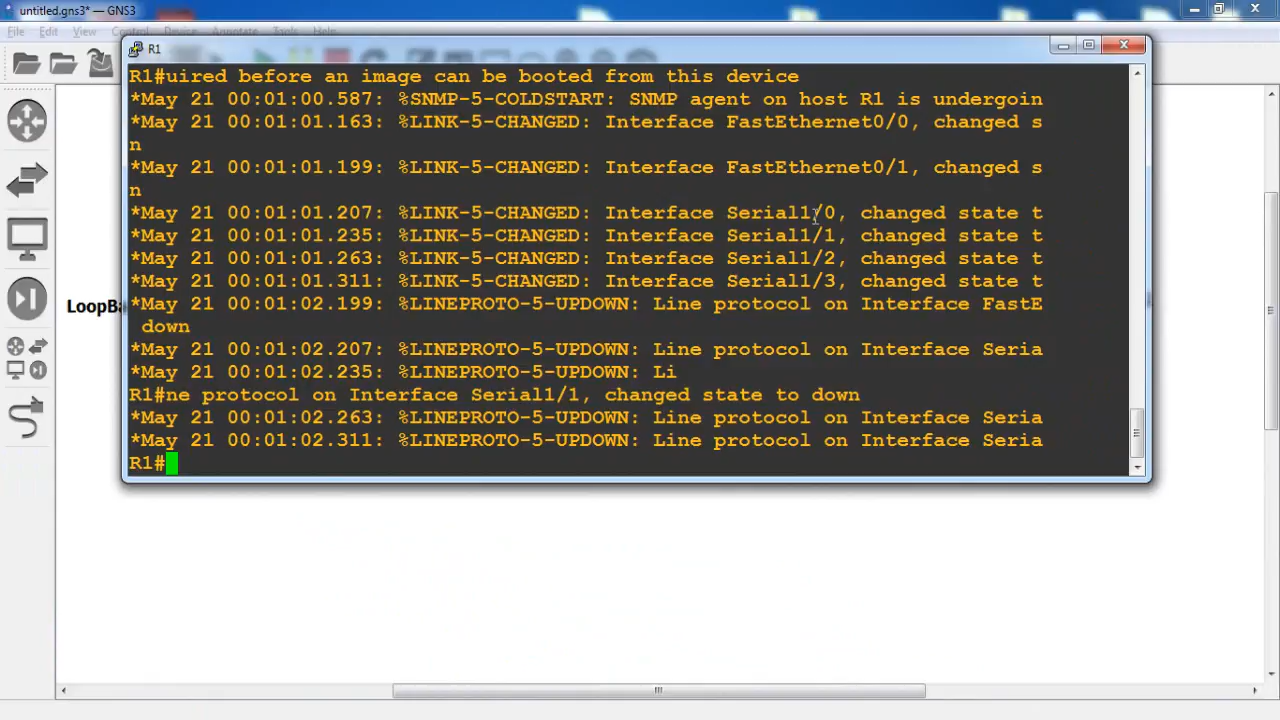 untitled.gns3* — GNS3
File Edit View Control Device Annotate Tools Help
R1
R1#uired before an image can be booted from this device
*May 21 00:01:00.587: %SNMP-5-COLDSTART: SNMP agent on host R1 is undergoin
*May 21 00:01:01.163: %LINK-5-CHANGED: Interface FastEthernet0/0, changed s
n
*May 21 00:01:01.199: %LINK-5-CHANGED: Interface FastEthernet0/1, changed s
n
*May 21 00:01:01.207: %LINK-5-CHANGED: Interface Serial1/0, changed state t
*May 21 00:01:01.235: %LINK-5-CHANGED: Interface Serial1/1, changed state t
*May 21 00:01:01.263: %LINK-5-CHANGED: Interface Serial1/2, changed state t
*May 21 00:01:01.311: %LINK-5-CHANGED: Interface Serial1/3, changed state t
*May 21 00:01:02.199: %LINEPROTO-5-UPDOWN: Line protocol on Interface FastE
down
*May 21 00:01:02.207: %LINEPROTO-5-UPDOWN: Line protocol on Interface Seria
*May 21 00:01:02.235: %LINEPROTO-5-UPDOWN: Li
R1#ne protocol on Interface Serial1/1, changed state to down
*May 21 00:01:02.263: %LINEPROTO-5-UPDOWN: Line protocol on Interface Seria
*May 21 00:01:02.311: %LINEPROTO-5-UPDOWN: Line protocol on Interface Seria
R1#
LoopBa